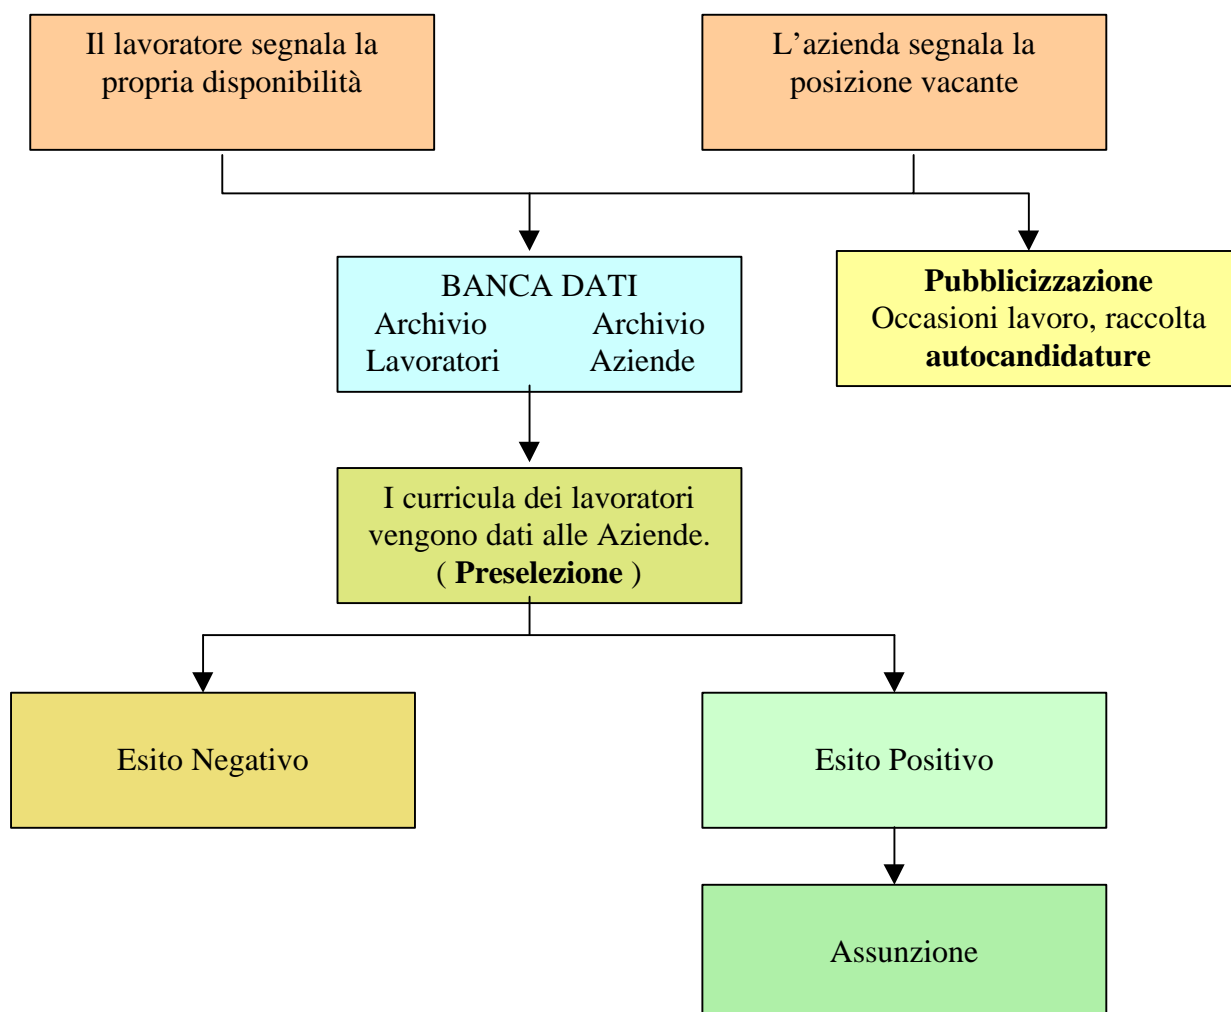 Il lavoratore segnala la
propria disponibilità
L’azienda segnala la
posizione vacante
BANCA DATI
Archivio Archivio
Lavoratori Aziende
Pubblicizzazione
Occasioni lavoro, raccolta
autocandidature
I curricula dei lavoratori
vengono dati alle Aziende.
( Preselezione )
Esito Negativo
Esito Positivo
Assunzione